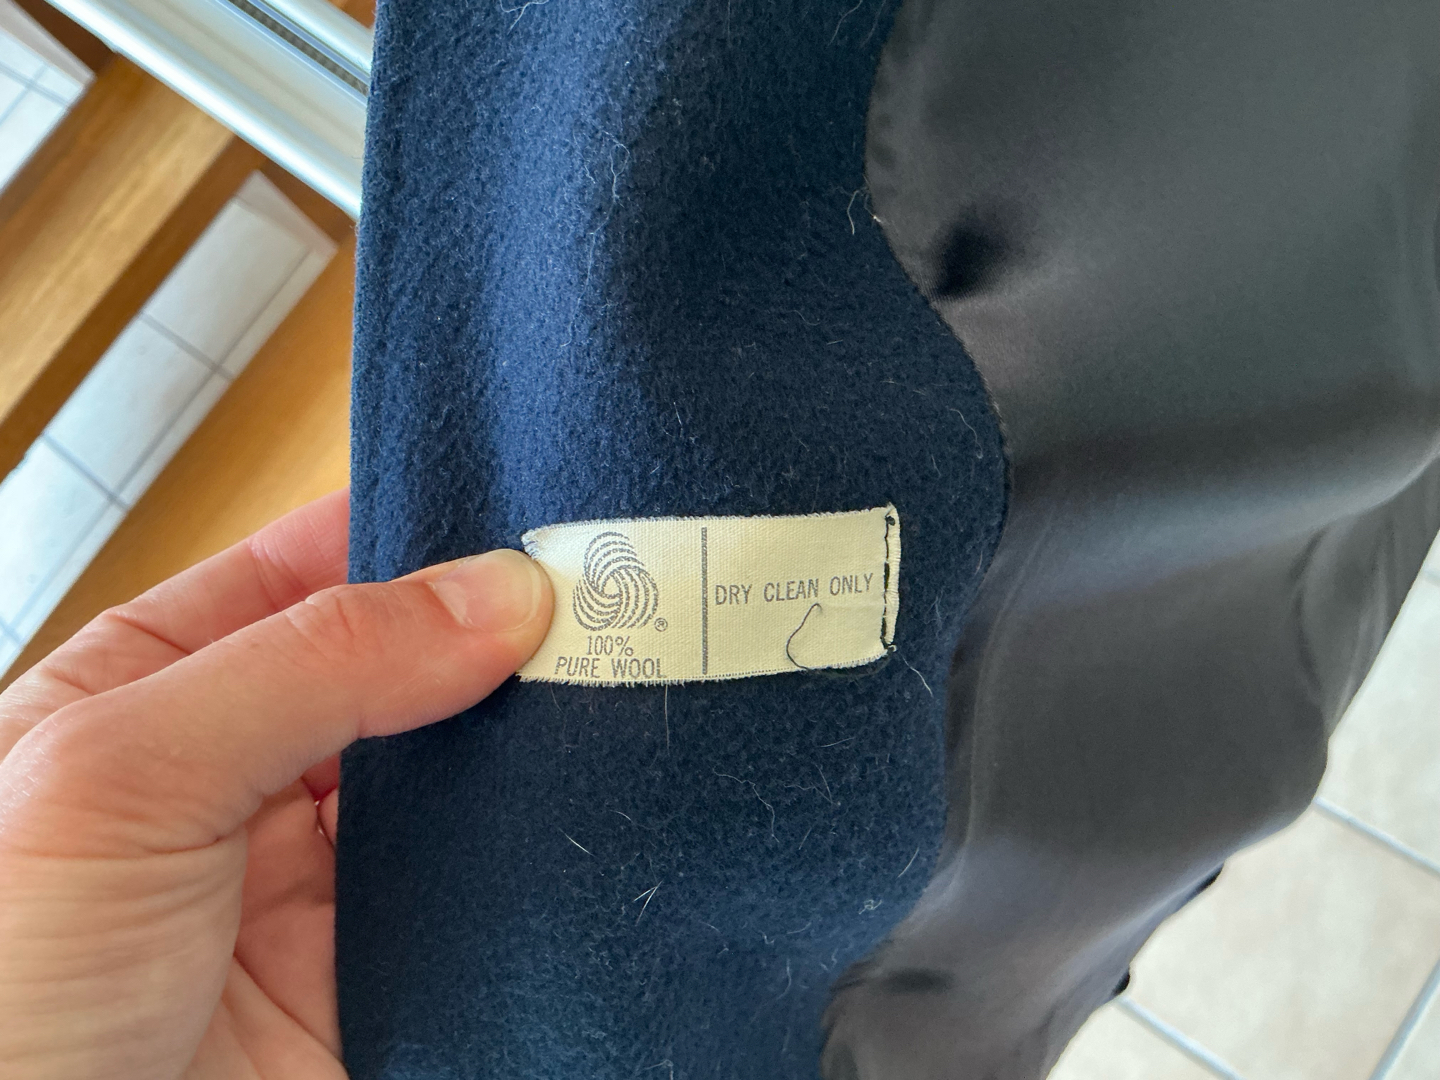 ®
100%
PURE WOOL
DRY CLEAN ONLY